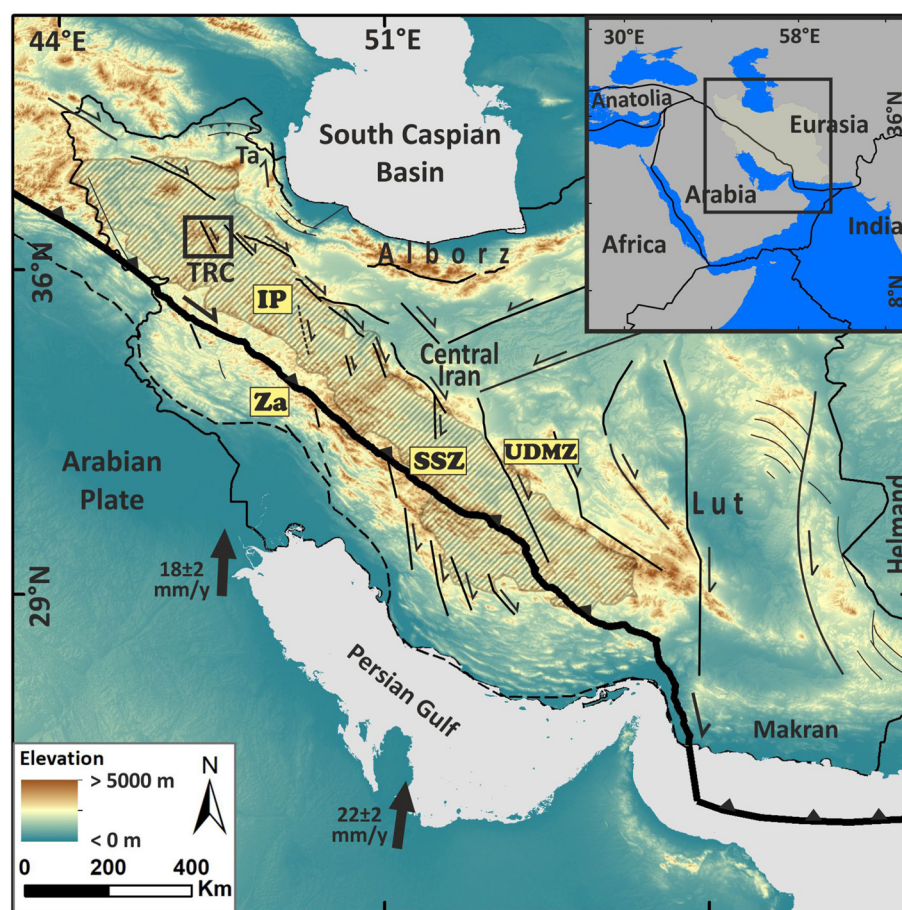 44°E
51°E
30°E
58°E
36°N
8°N
Anatolia
Eurasia
Arabia
Africa
India
South Caspian
Basin
Ta
Alborz
36°N
TRC
IP
Central
Iran
Za
SSZ
UDMZ
Arabian
Plate
Lut
Helmand
18±2
mm/y
29°N
Persian Gulf
Makran
22±2
mm/y
Elevation
> 5000 m
< 0 m
N
0
200
400
Km